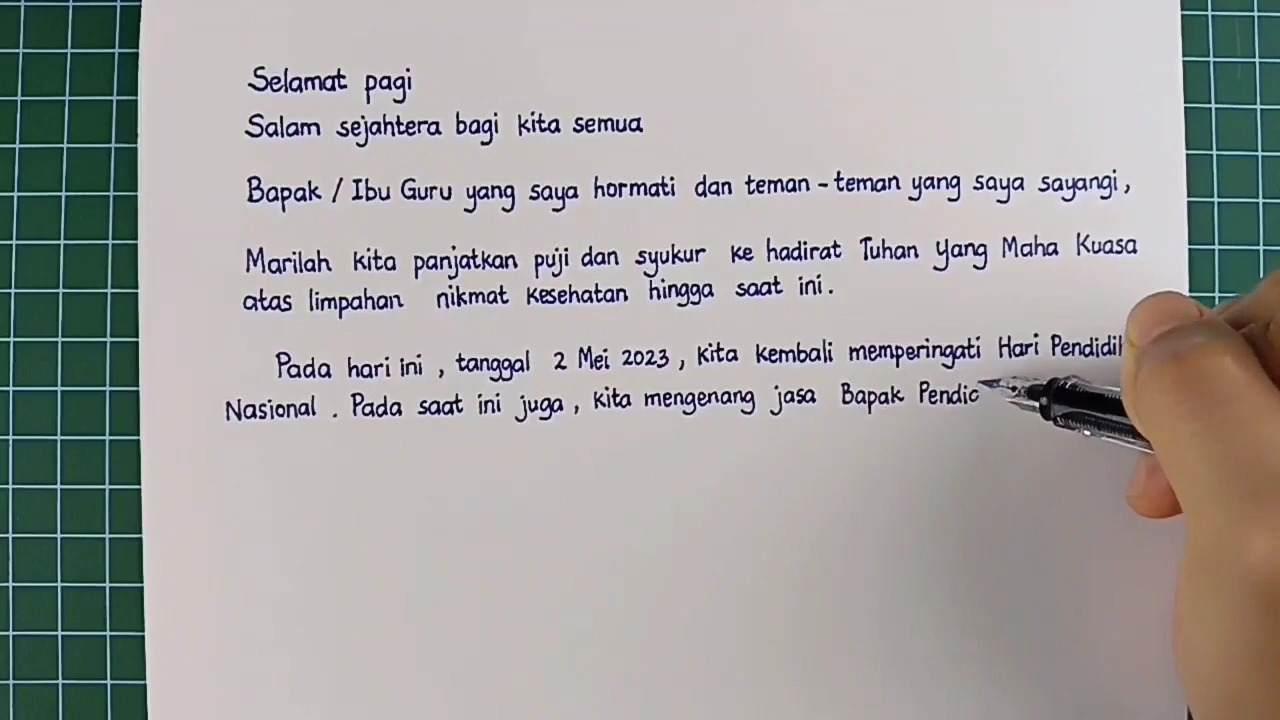 Selamat pagi
Salam sejahtera bagi kita semua
Bapak / Ibu Guru yang saya hormati dan teman - teman yang saya sayangi,
Marilah kita panjatkan puji dan syukur ke hadirat Tuhan Yang Maha Kuasa
atas limpahan nikmat kesehatan hingga saat ini.
Pada hari ini, tanggal 2 Mei 2023, kita kembali memperingati Hari Pendidik
Nasional. Pada saat ini juga, kita mengenang jasa Bapak Pendic